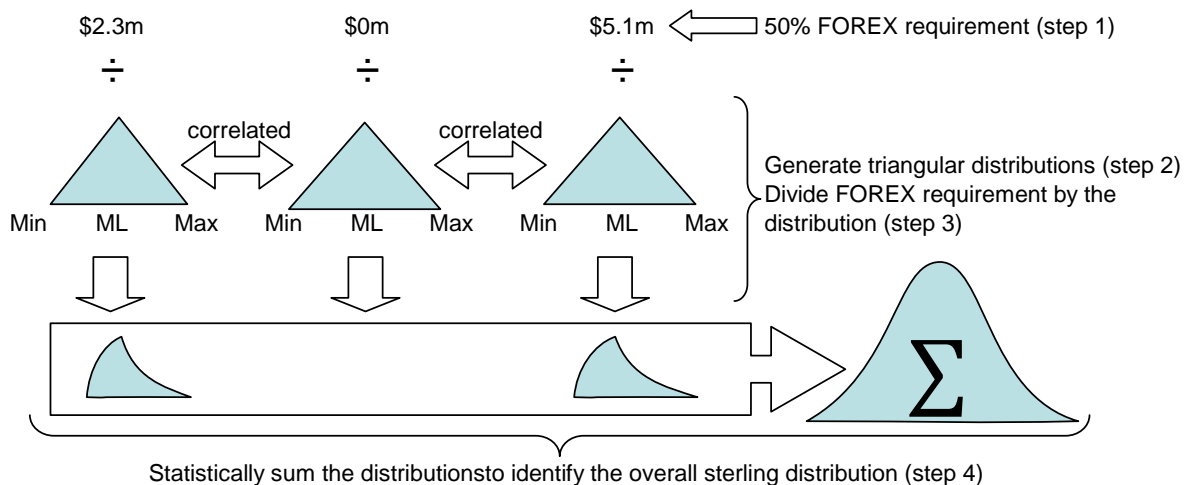 $2.3m $0m $5.1m 50% FOREX requirement (step 1)
÷ ÷ ÷
correlated correlated
Generate triangular distributions (step 2)
Divide FOREX requirement by the
distribution (step 3)
Min ML Max Min ML Max Min ML Max
Σ
Statistically sum the distributionsto identify the overall sterling distribution (step 4)